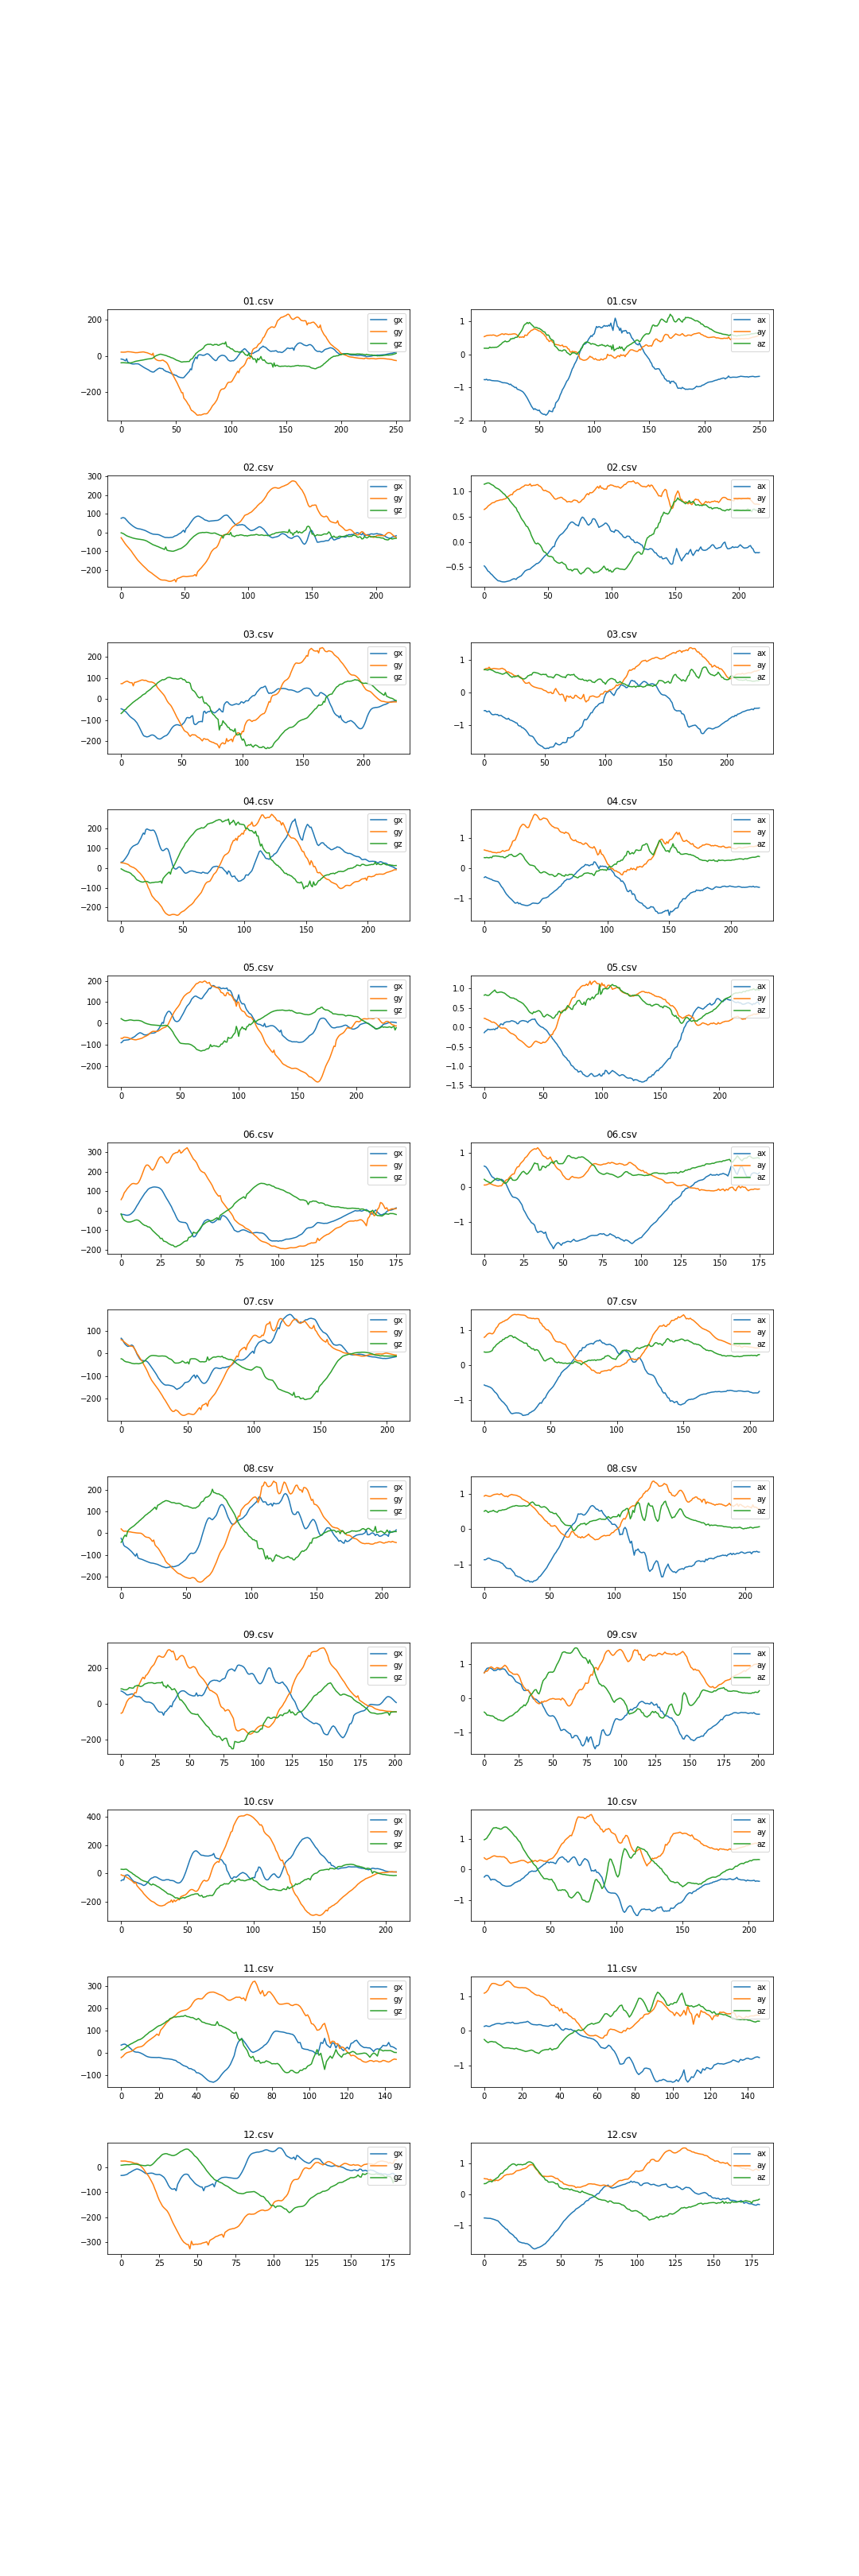 01.csv 01.csv
200 0 −200 gx gy gz 1 0 −1 −2 ax ay az
0 50 100 150 200 250 0 50 100 150 200 250
02.csv 02.csv
300 200 100 0 −100 −200 gx gy gz 1.0 0.5 0.0 −0.5 ax ay az
0 50 100 150 200 0 50 100 150 200
03.csv 03.csv
200 100 0 −100 −200 gx gy gz 1 0 −1 ax ay az
0 50 100 150 200 0 50 100 150 200
04.csv 04.csv
200 100 0 −100 −200 gx gy gz 1 0 −1 ax ay az
0 50 100 150 200 0 50 100 150 200
05.csv 05.csv
200 100 0 −100 −200 gx gy gz 1.0 0.5 0.0 −0.5 −1.0 −1.5 ax ay az
0 50 100 150 200 0 50 100 150 200
06.csv 06.csv
300 200 100 0 −100 −200 gx gy gz 1 0 −1 ax ay az
0 25 50 75 100 125 150 175 0 25 50 75 100 125 150 175
07.csv 07.csv
100 0 −100 −200 gx gy gz 1 0 −1 ax ay az
0 50 100 150 200 0 50 100 150 200
08.csv 08.csv
200 100 0 −100 −200 gx gy gz 1 0 −1 ax ay az
0 50 100 150 200 0 50 100 150 200
09.csv 09.csv
200 0 −200 gx gy gz 1 0 −1 ax ay az
0 25 50 75 100 125 150 175 200 0 25 50 75 100 125 150 175 200
10.csv 10.csv
400 200 0 −200 gx gy gz 1 0 −1 ax ay az
0 50 100 150 200 0 50 100 150 200
11.csv 11.csv
300 200 100 0 −100 gx gy gz 1 0 −1 ax ay az
0 20 40 60 80 100 120 140 0 20 40 60 80 100 120 140
12.csv 12.csv
0 −100 −200 −300 gx gy gz 1 0 −1 ax ay az
0 25 50 75 100 125 150 175 0 25 50 75 100 125 150 175